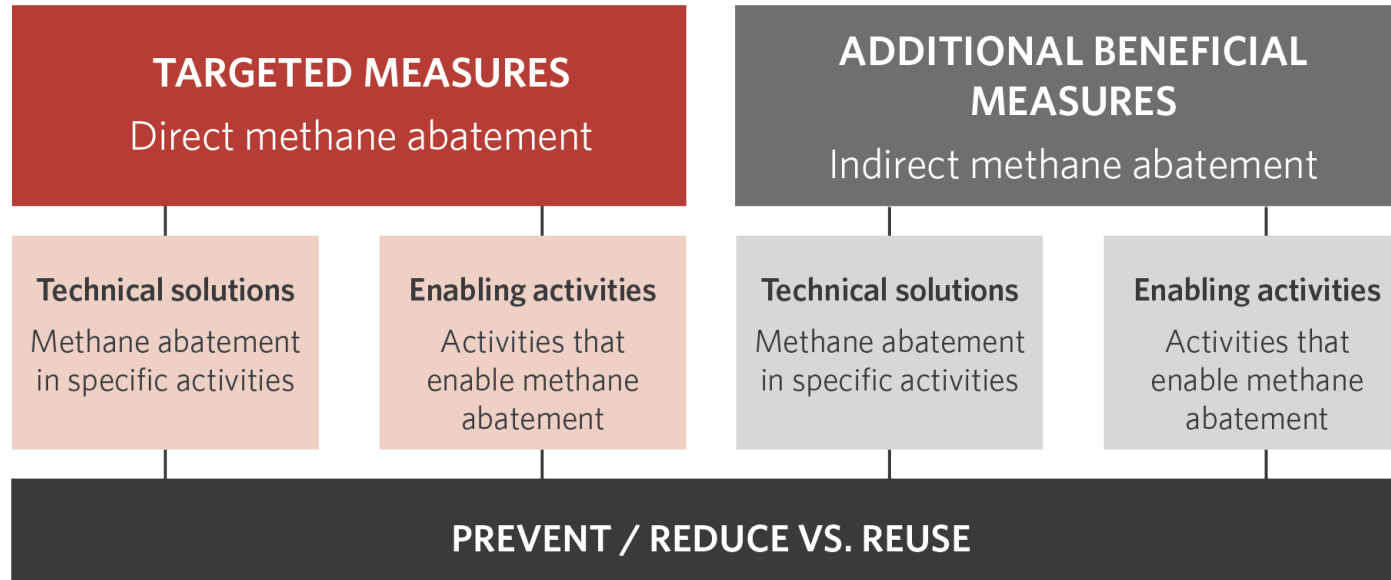 TARGETED MEASURES
Direct methane abatement
ADDITIONAL BENEFICIAL
MEASURES
Indirect methane abatement
Technical solutions
Methane abatement
in specific activities
Enabling activities
Activities that
enable methane
abatement
Technical solutions
Methane abatement
in specific activities
Enabling activities
Activities that
enable methane
abatement
PREVENT / REDUCE VS. REUSE